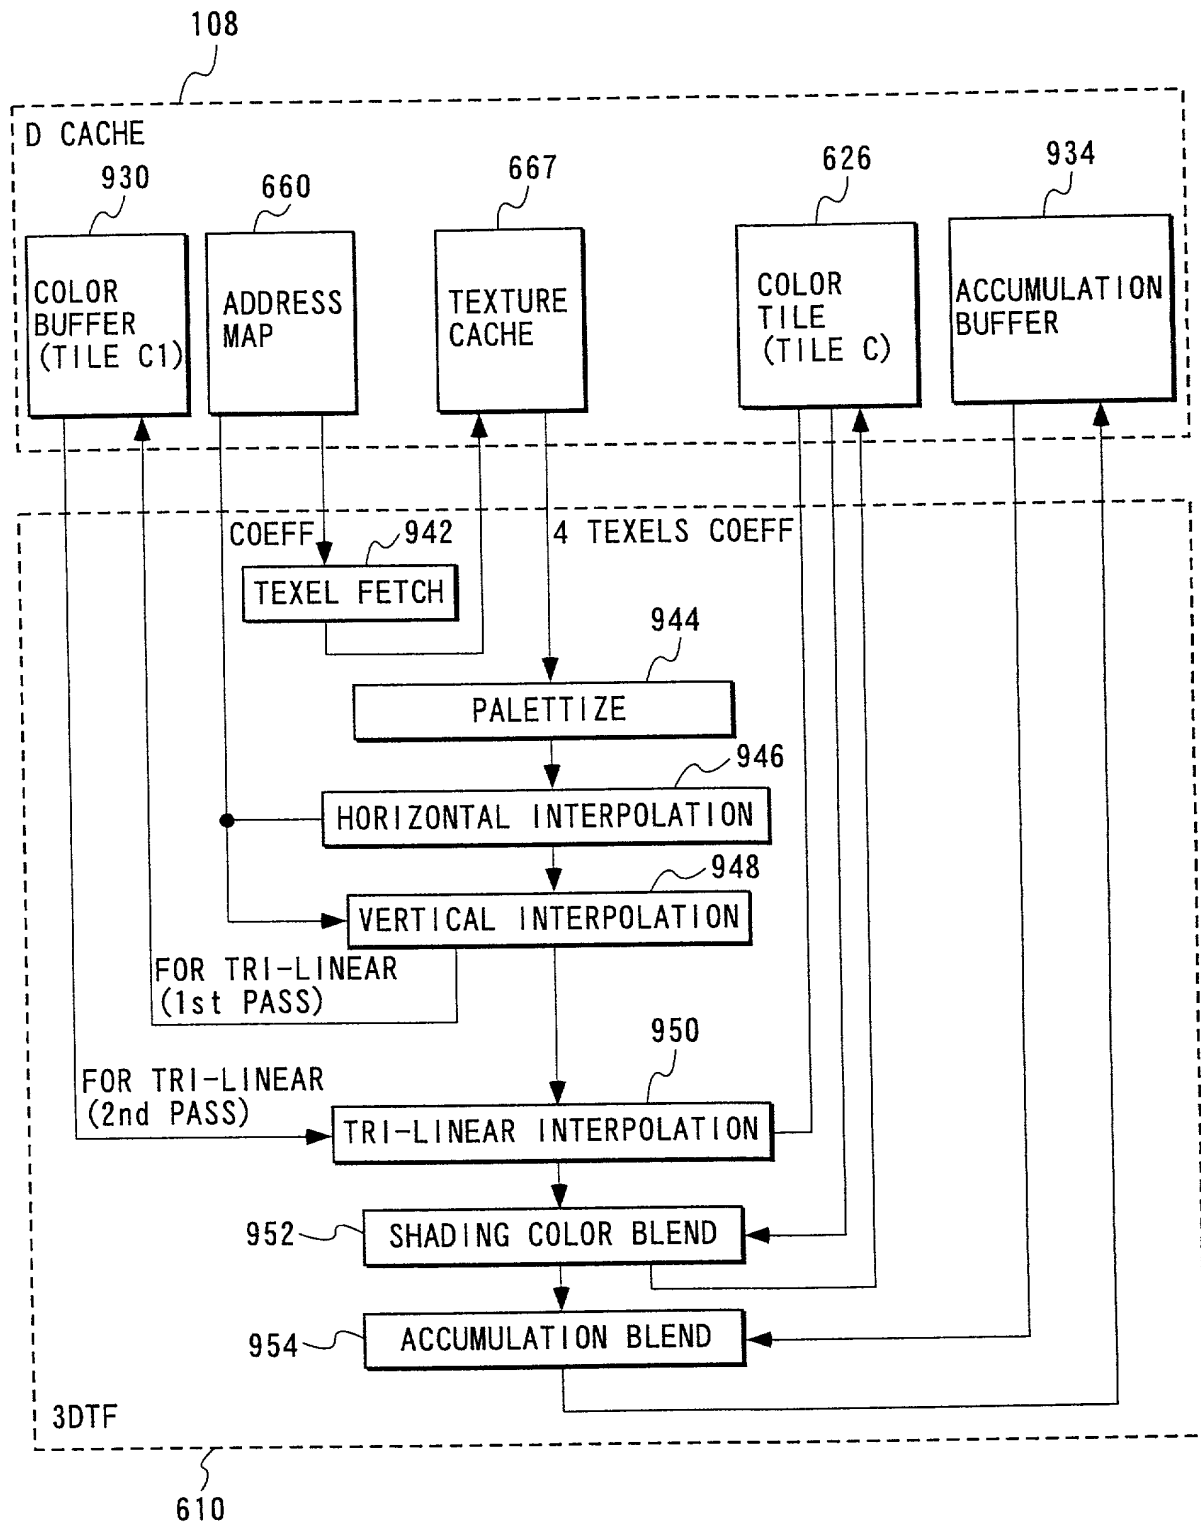 108
D CACHE
930
660
667
626
934
COLOR
BUFFER
(TILE C1)
ADDRESS
MAP
TEXTURE
CACHE
COLOR
TILE
(TILE C)
ACCUMULATION
BUFFER
COEFF
942
4 TEXELS COEFF
TEXEL FETCH
944
PALETTIZE
946
HORIZONTAL INTERPOLATION
948
VERTICAL INTERPOLATION
FOR TRI-LINEAR
(1st PASS)
950
FOR TRI-LINEAR
(2nd PASS)
TRI-LINEAR INTERPOLATION
952
SHADING COLOR BLEND
954
ACCUMULATION BLEND
3DTF
610